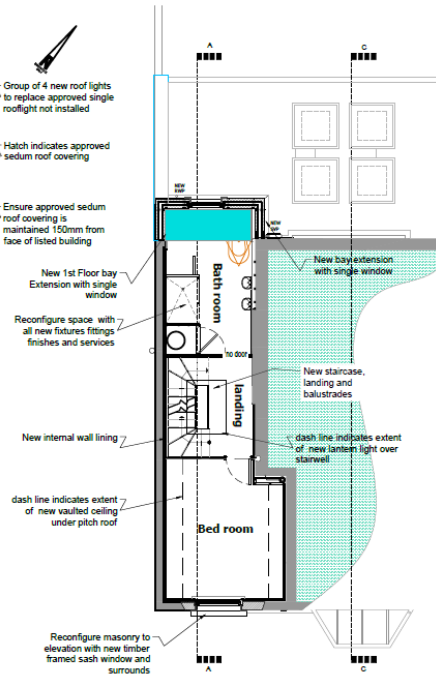 A
C
Group of 4 new roof lights
to replace approved single
rooflight not installed
Hatch indicates approved
sedum roof covering
Ensure approved sedum
roof covering is
maintained 150mm from
face of listed building
NEW
NEW
New 1st Floor bay
Extension with single
window
New bay extension
with single window
Bath room
Reconfigure space with
all new fixtures fittings
finishes and services
no door
New staircase,
landing and
balustrades
landing
New internal wall lining
dash line indicates extent
of new lantern light over
stairwell
dash line indicates extent
of new vaulted ceiling
under pitch roof
Bed room
Reconfigure masonry to
elevation with new timber
framed sash window and
surrounds
A
C